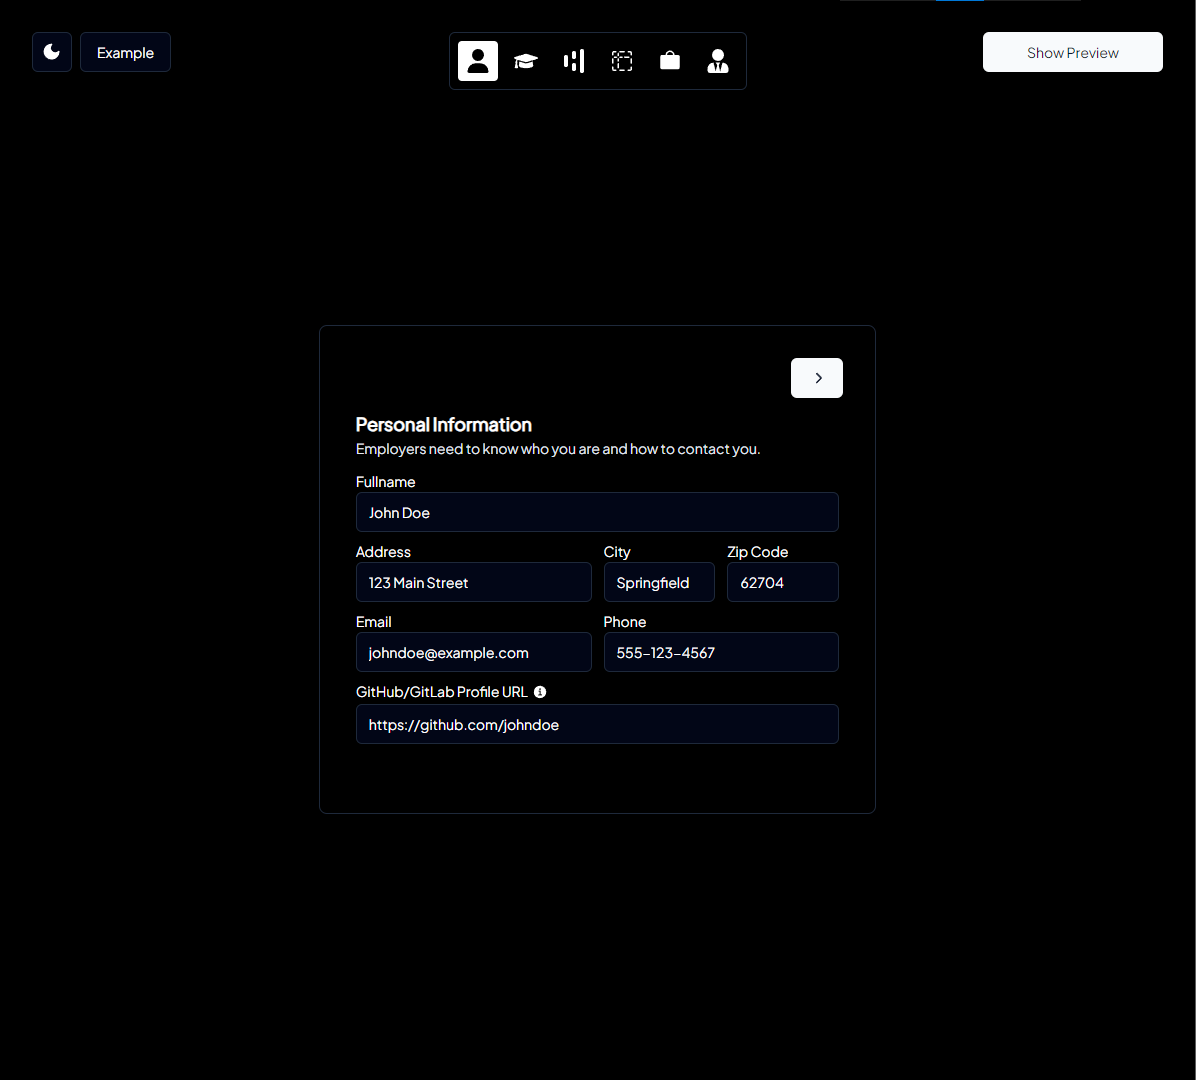 Example
Show Preview
Personal Information
Employers need to know who you are and how to contact you.
Fullname
John Doe
Address City Zip Code
123 Main Street Springfield 62704
Email Phone
johndoe@example.com 555-123-4567
GitHub/GitLab Profile URL
https://github.com/johndoe